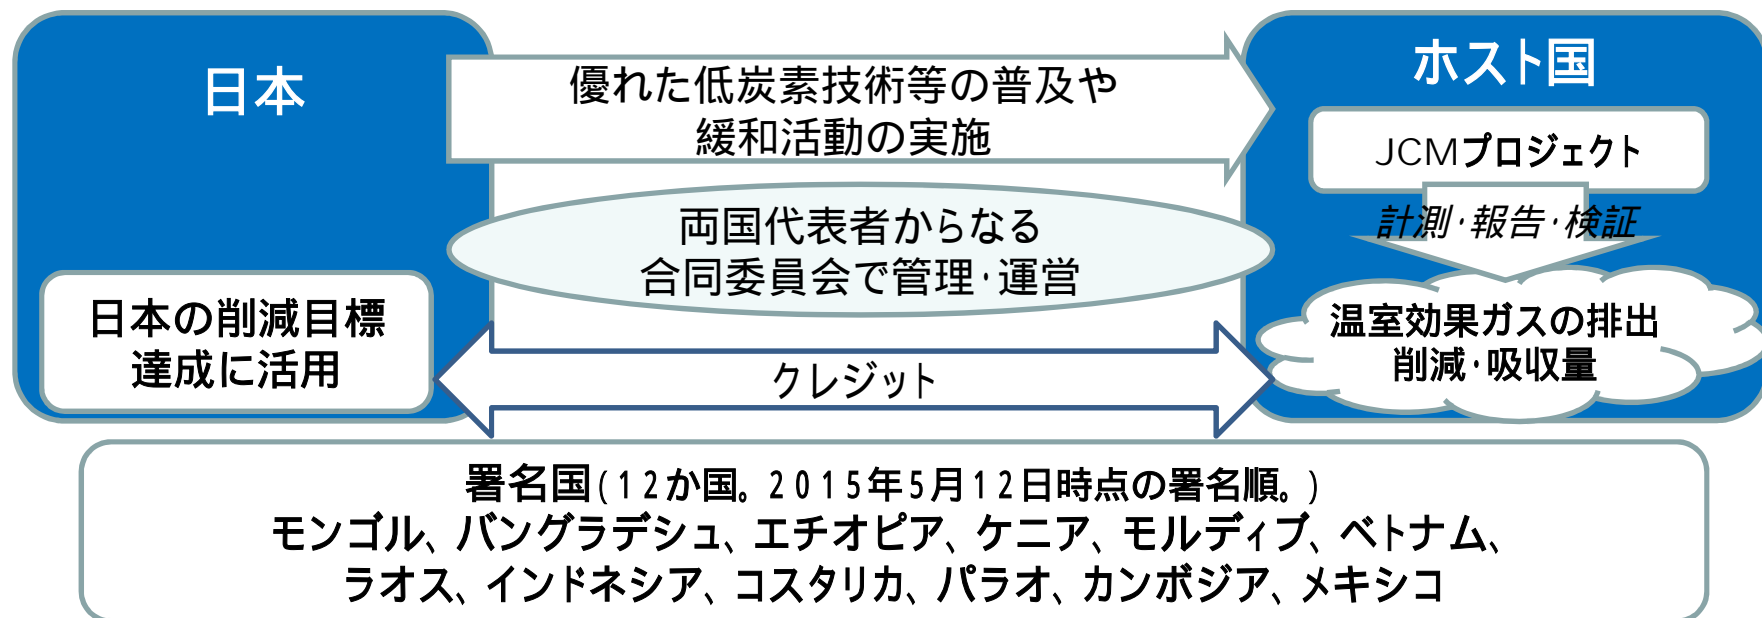 日本
優れた低炭素技術等の普及や
緩和活動の実施
ホスト国
JCMプロジェクト
計測・報告・検証
両国代表者からなる
合同委員会で管理・運営
日本の削減目標
達成に活用
クレジット
温室効果ガスの排出
削減・吸収量
署名国(12か国。2015年5月12日時点の署名順。)
モンゴル、バングラデシュ、エチオピア、ケニア、モルディブ、ベトナム、
ラオス、インドネシア、コスタリカ、パラオ、カンボジア、メキシコ